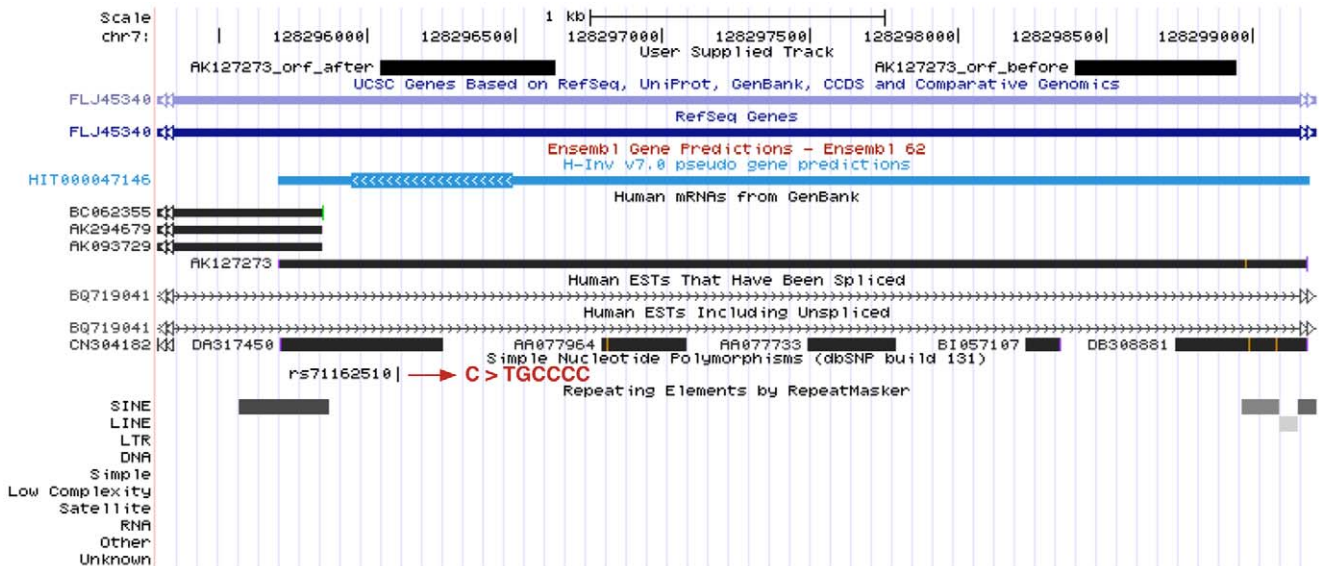 Scale 1 kb
chr7: 128296000 128296500 128297000 128297500 128298000 128298500 128299000
User Supplied Track
AK127273_orf_after AK127273_orf_before
UCSC Genes Based on RefSeq, UniProt, GenBank, CCDS and Comparative Genomics
FLJ45340
RefSeq Genes
FLJ45340
Ensembl Gene Predictions - Ensembl 62
H-Inv v7.0 pseudo gene predictions
HIT000047146
Human mRNAs from GenBank
BC062355
AK294679
AK093729
AK127273
Human ESTs That Have Been Spliced
BQ719041
Human ESTs Including Unspliced
BQ719041
CN304182 DA317450 AA077964 AA077733 BI057107 DB308881
Simple Nucleotide Polymorphisms (dbSNP build 131)
rs71162510 C > TGCCCC
Repeating Elements by RepeatMasker
SINE
LINE
LTR
DNA
Simple
Low Complexity
Satellite
RNA
Other
Unknown